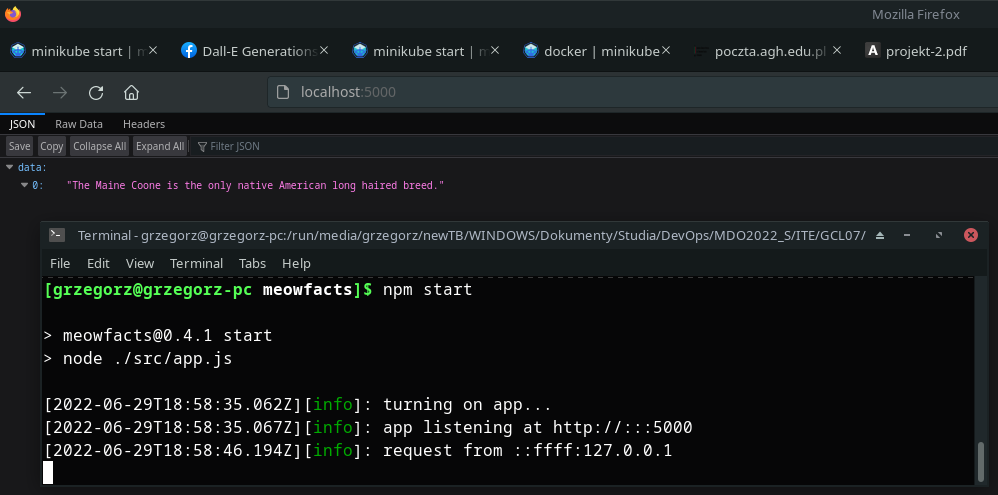 Mozilla Firefox
minikube start | m
Dall-E Generations
minikube start | m
docker | minikube
poczta.agh.edu.pl
A projekt-2.pdf
localhost:5000
JSON Raw Data Headers
Save Copy Collapse All Expand All Filter JSON
data:
0: "The Maine Coone is the only native American long haired breed."
Terminal - grzegorz@grzegorz-pc:/run/media/grzegorz/newTB/WINDOWS/Dokumenty/Studia/DevOps/MDO2022_S/ITE/GCL07/
File Edit View Terminal Tabs Help
[grzegorz@grzegorz-pc meowfacts]$ npm start
> meowfacts@0.4.1 start
> node ./src/app.js
[2022-06-29T18:58:35.062Z][info]: turning on app...
[2022-06-29T18:58:35.067Z][info]: app listening at http://:::5000
[2022-06-29T18:58:46.194Z][info]: request from ::ffff:127.0.0.1